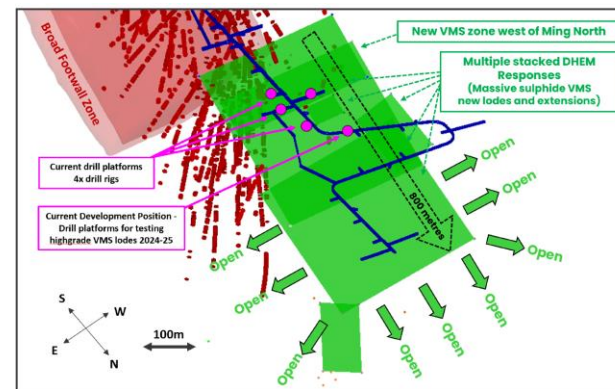 Broad Footwall Zone
New VMS zone west of Ming North
Multiple stacked DHEM
Responses
(Massive sulphide VMS
new lodes and extensions)
Current drill platforms
4x drill rigs
Current Development Position -
Drill platforms for testing
highgrade VMS lodes 2024-25
800 metres
Open
Open
Open
Open
Open
Open
Open
Open
Open
S
W
E
N
100m